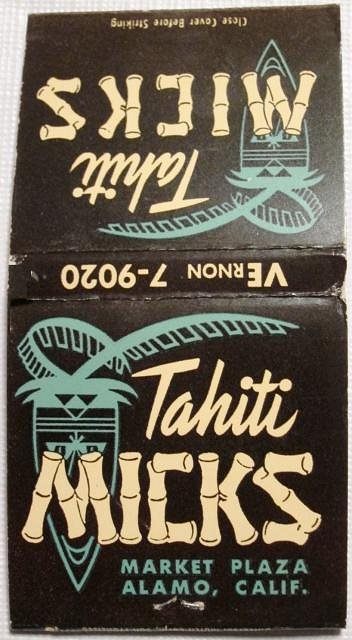 Close Cover Before Striking
Tahiti
MICKS
VERNON 7-9020
Tahiti
MICKS
MARKET PLAZA
ALAMO, CALIF.